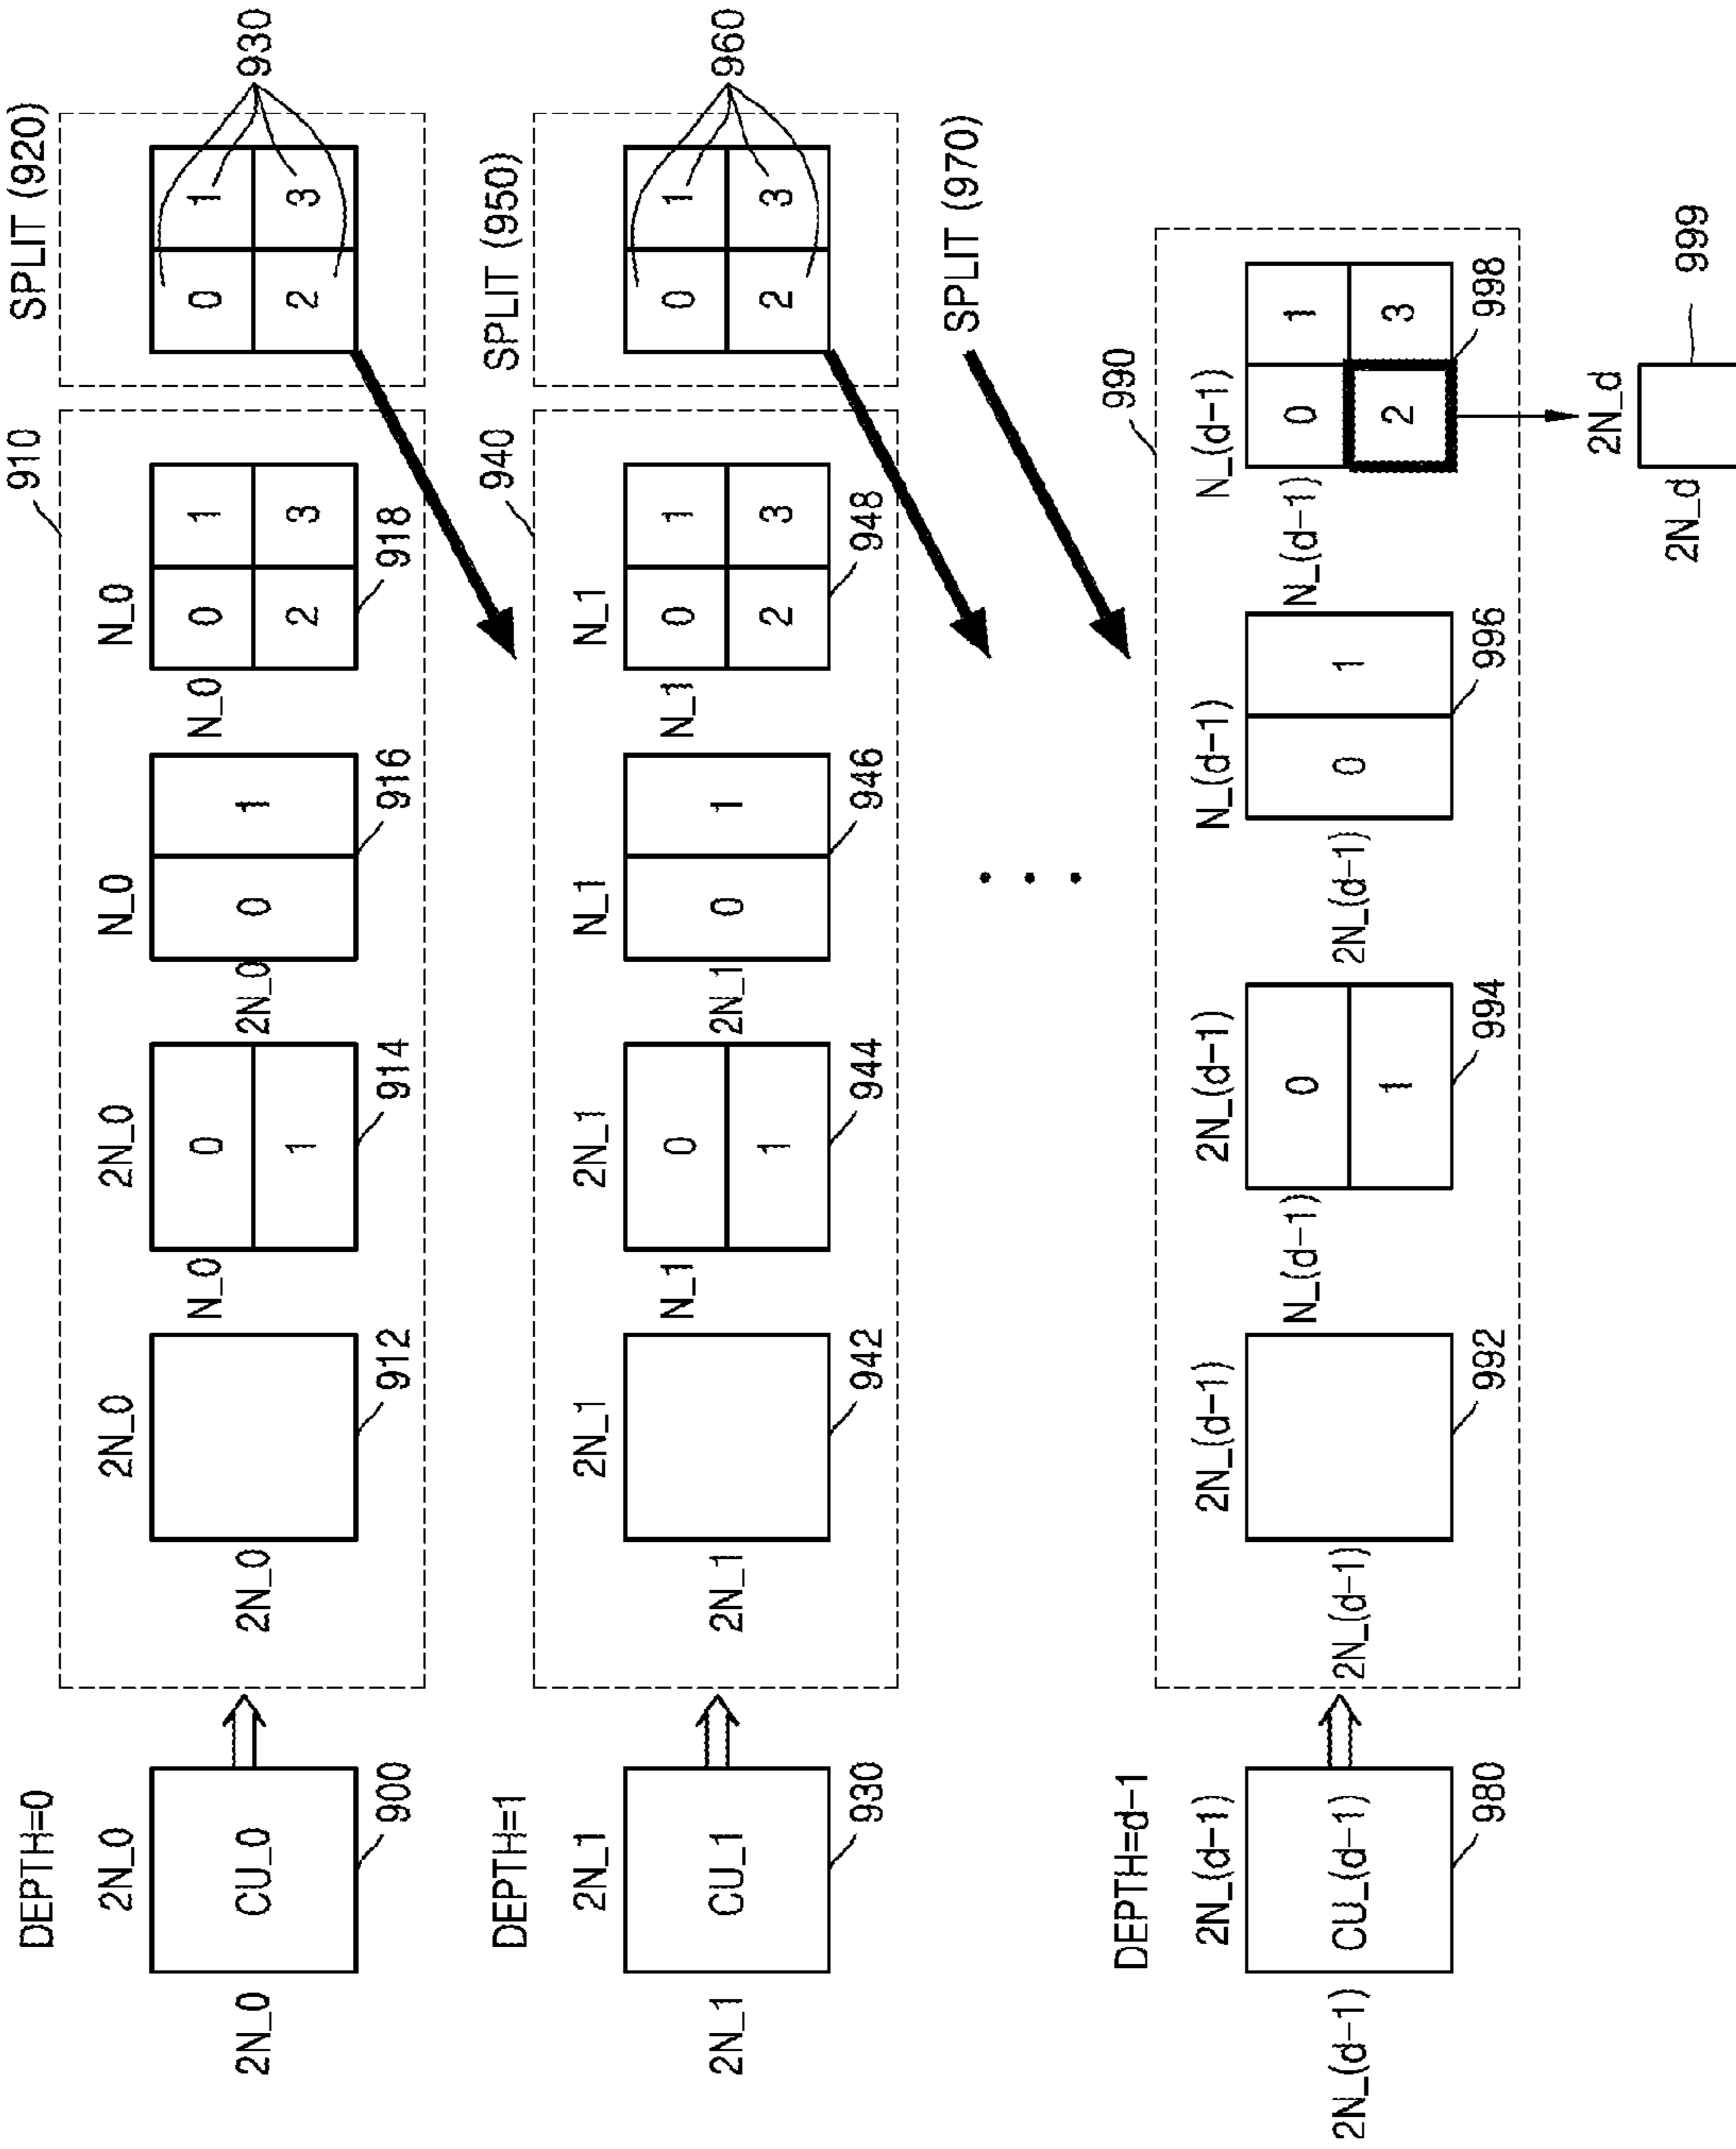 DEPTH=0
2N_0
2N_0
CU_0
900
910
2N_0
2N_0
912
2N_0
N_0
0
1
914
N_0
2N_0
0
1
916
N_0
N_0
0
1
2
3
918
SPLIT (920)
0
1
2
3
930
DEPTH=1
2N_1
2N_1
CU_1
930
940
2N_1
2N_1
942
2N_1
N_1
0
1
944
N_1
2N_1
0
1
946
N_1
N_1
0
1
2
3
948
SPLIT (950)
0
1
2
3
960
SPLIT (970)
DEPTH=d-1
2N_(d-1)
2N_(d-1)
CU_(d-1)
980
990
2N_(d-1)
2N_(d-1)
992
2N_(d-1)
N_(d-1)
0
1
994
N_(d-1)
2N_(d-1)
0
1
996
N_(d-1)
N_(d-1)
0
1
2
3
998
2N_d
2N_d
999